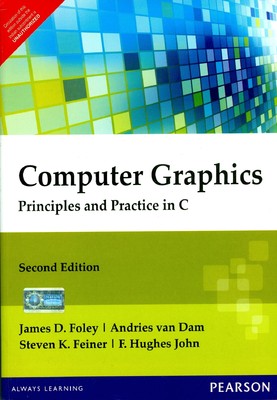 UNAUTHORIZED
Computer Graphics
Principles and Practice in C
Second Edition
James D. Foley | Andries van Dam
Steven K. Feiner | F. Hughes John
ALWAYS LEARNING
PEARSON